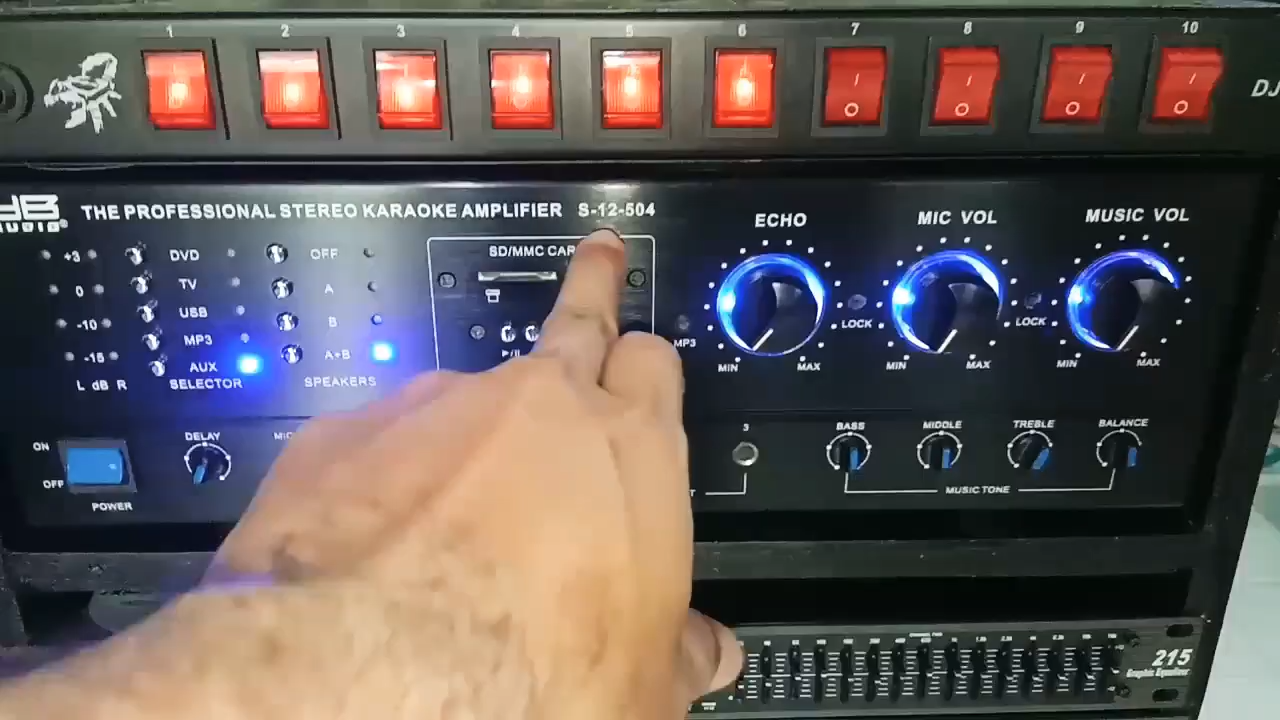 1 2 3 4 5 6 7 8 9 10
DJ
dB AUDIO®
THE PROFESSIONAL STEREO KARAOKE AMPLIFIER S-12-504
+3
0
-10
-15
L dB R
DVD
TV
USB
MP3
AUX
SELECTOR
OFF
A
B
A+B
SPEAKERS
SD/MMC CAR
MP3
ECHO
MIN MAX
LOCK
MIC VOL
MIN MAX
LOCK
MUSIC VOL
MIN MAX
ON
OFF
POWER
DELAY
MIC
3
BASS
MIDDLE
TREBLE
BALANCE
MUSIC TONE
215
Graphic Equalizer